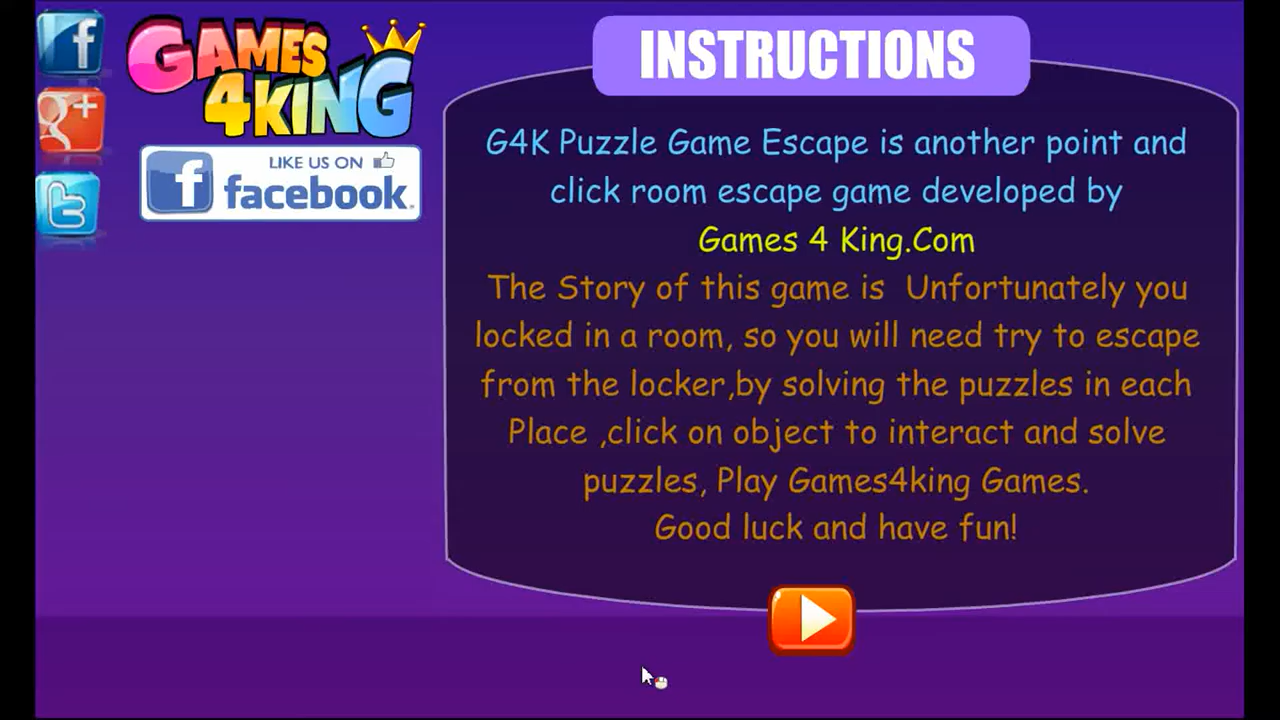 f
GAMES
4KING
g+
LIKE US ON
f facebook.
t
INSTRUCTIONS
G4K Puzzle Game Escape is another point and
click room escape game developed by
Games 4 King.Com
The Story of this game is Unfortunately you
locked in a room, so you will need try to escape
from the locker,by solving the puzzles in each
Place ,click on object to interact and solve
puzzles, Play Games4king Games.
Good luck and have fun!